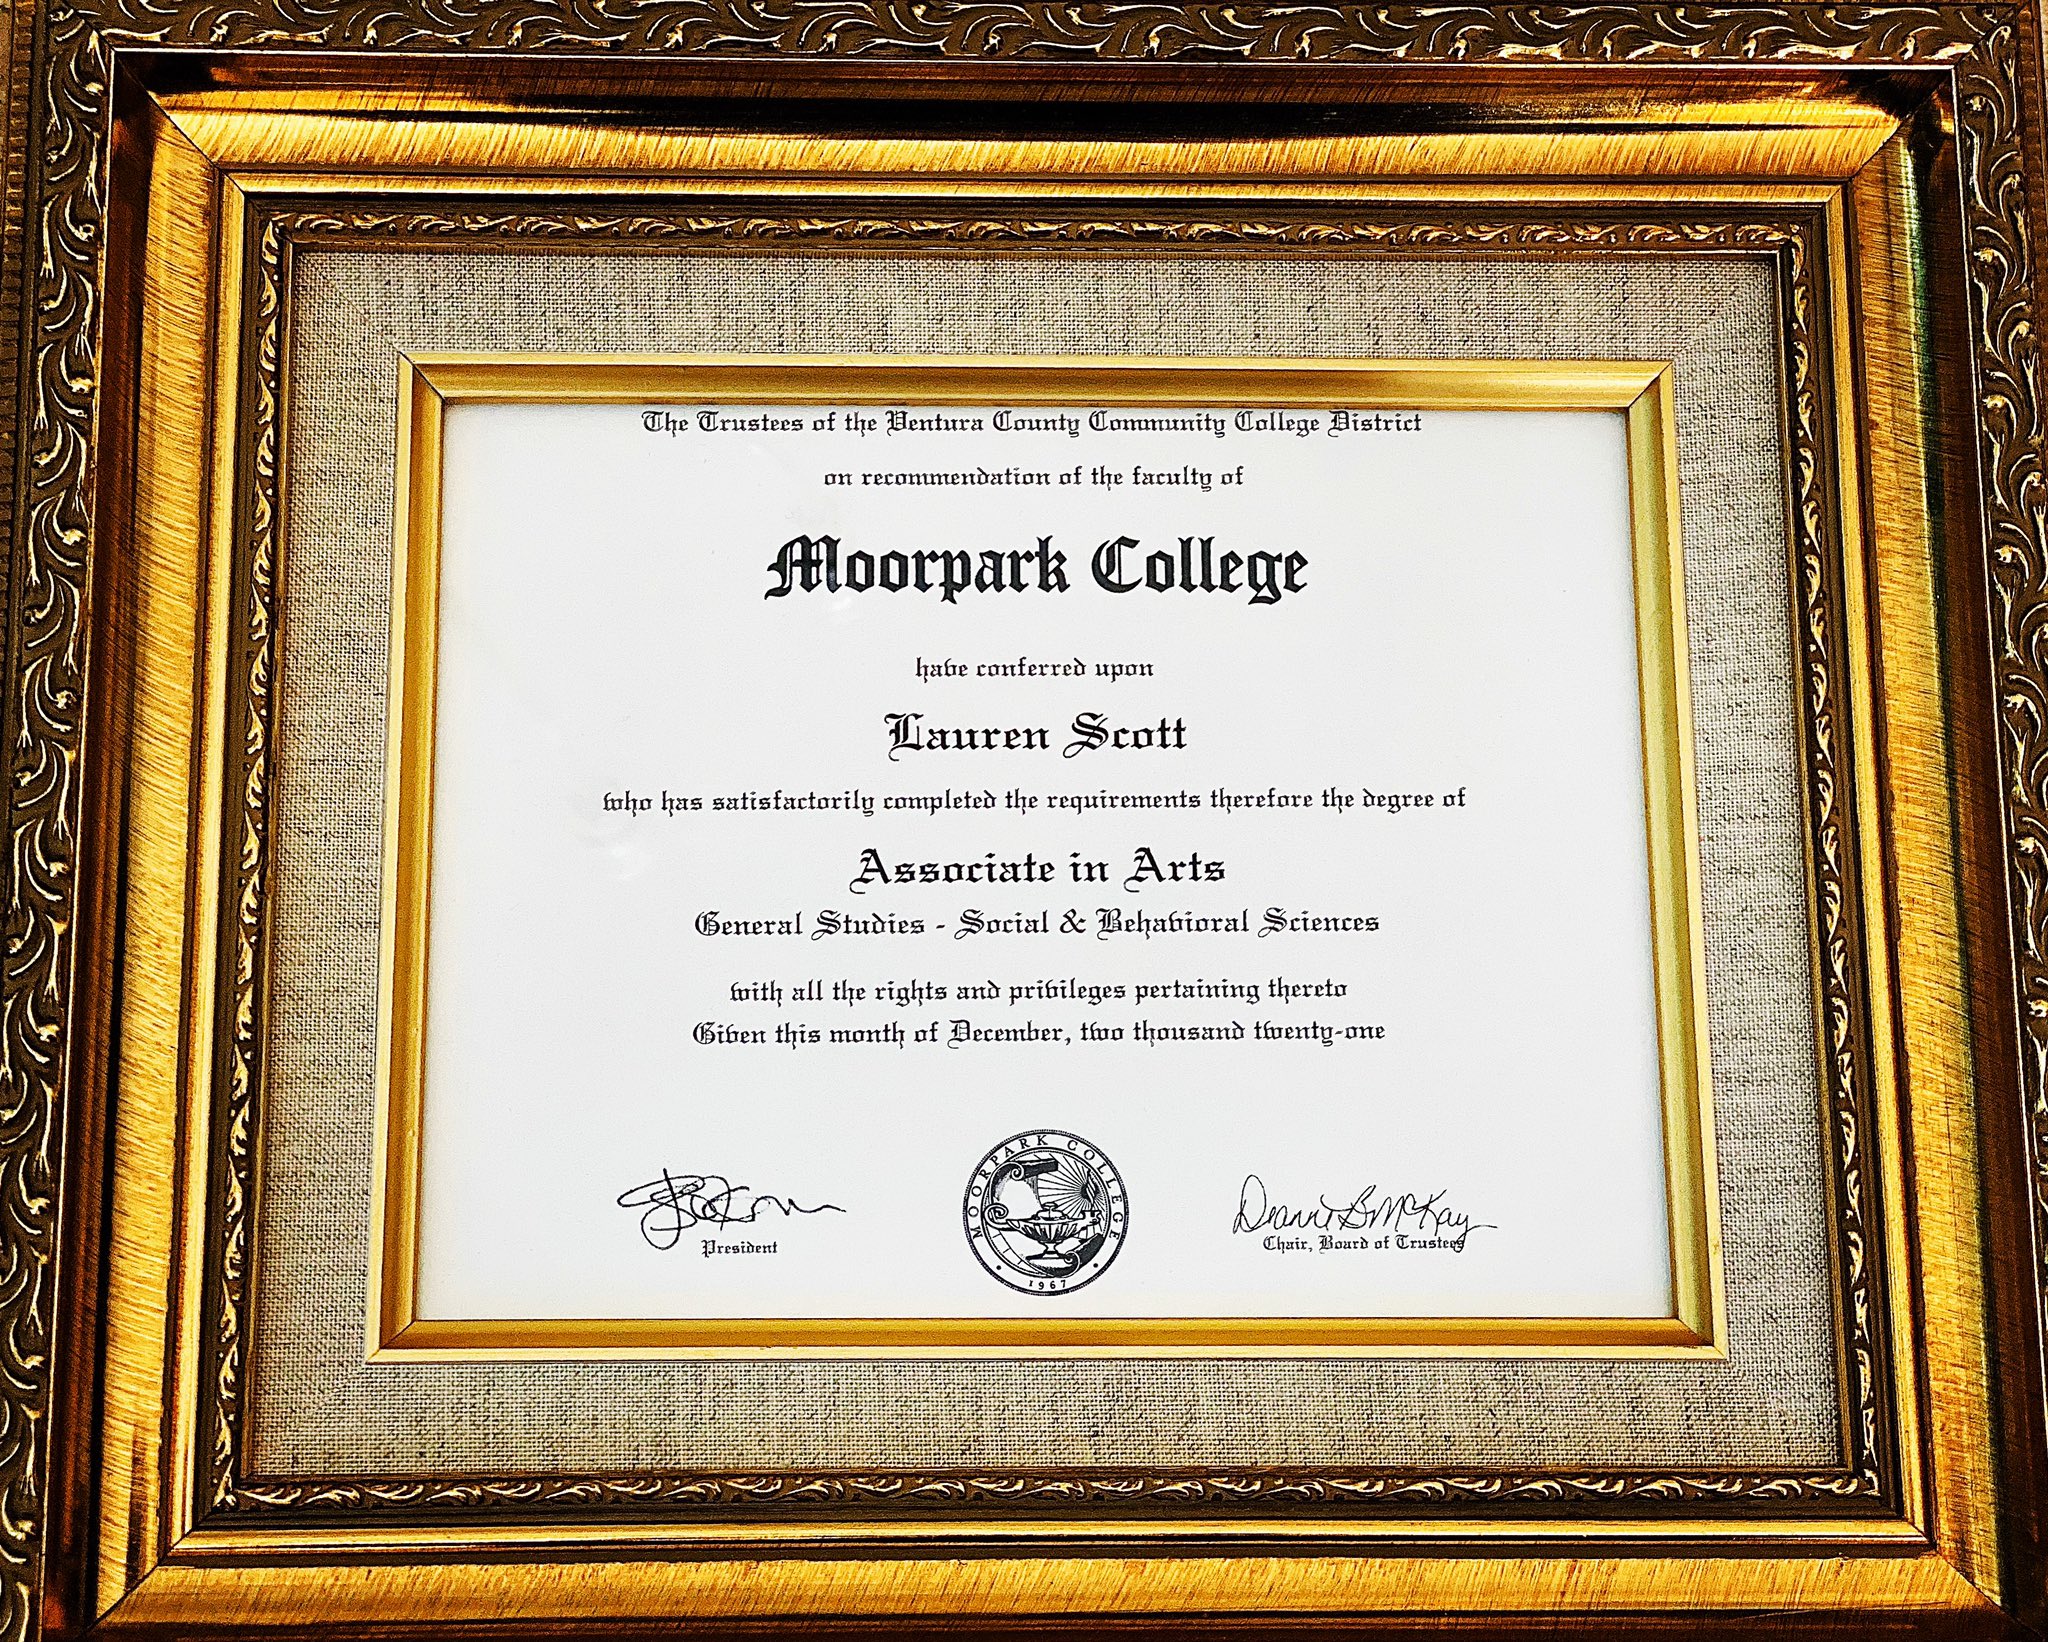 The Trustees of the Ventura County Community College District
on recommendation of the faculty of
Moorpark College
have conferred upon
Lauren Scott
who has satisfactorily completed the requirements therefore the degree of
Associate in Arts
General Studies - Social & Behavioral Sciences
with all the rights and privileges pertaining thereto
Given this month of December, two thousand twenty-one
President
MOORPARK COLLEGE
1967
Dianne B McKay
Chair, Board of Trustees